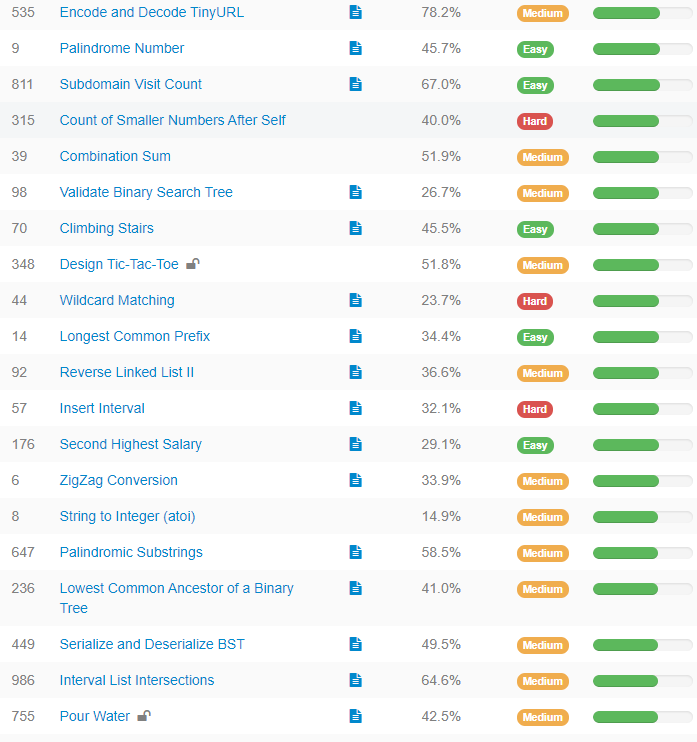 535 Encode and Decode TinyURL 78.2% Medium
9 Palindrome Number 45.7% Easy
811 Subdomain Visit Count 67.0% Easy
315 Count of Smaller Numbers After Self 40.0% Hard
39 Combination Sum 51.9% Medium
98 Validate Binary Search Tree 26.7% Medium
70 Climbing Stairs 45.5% Easy
348 Design Tic-Tac-Toe 51.8% Medium
44 Wildcard Matching 23.7% Hard
14 Longest Common Prefix 34.4% Easy
92 Reverse Linked List II 36.6% Medium
57 Insert Interval 32.1% Hard
176 Second Highest Salary 29.1% Easy
6 ZigZag Conversion 33.9% Medium
8 String to Integer (atoi) 14.9% Medium
647 Palindromic Substrings 58.5% Medium
236 Lowest Common Ancestor of a Binary 41.0% Medium
Tree
449 Serialize and Deserialize BST 49.5% Medium
986 Interval List Intersections 64.6% Medium
755 Pour Water 42.5% Medium